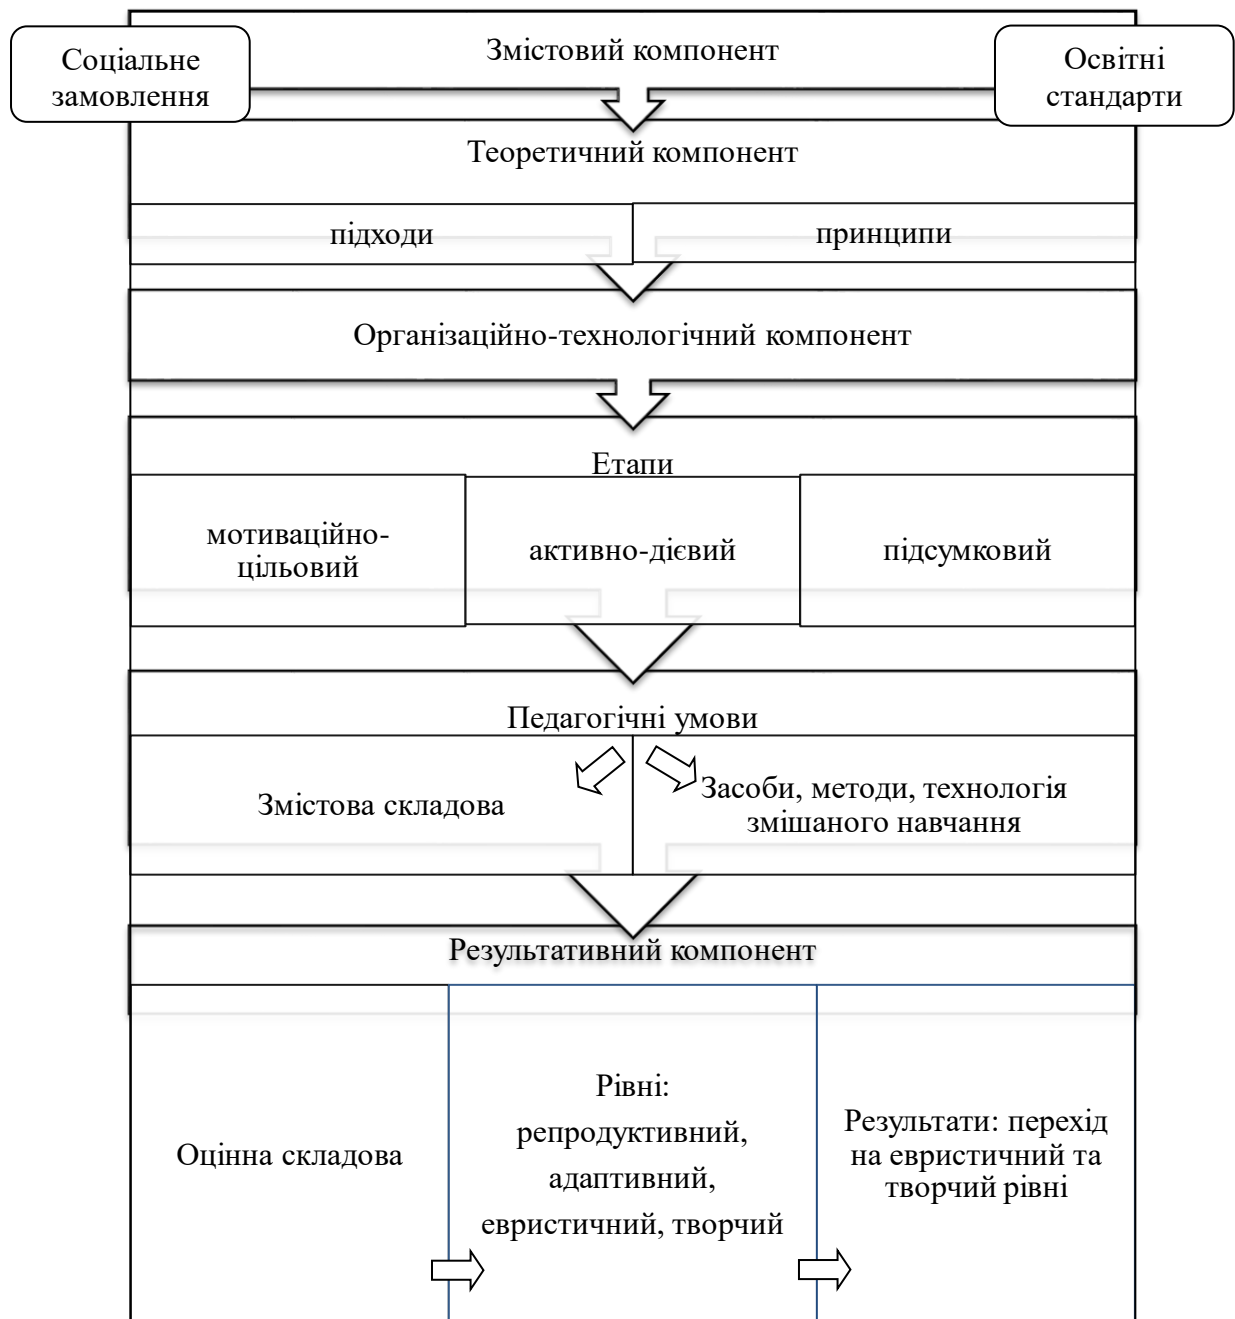 Соціальне
замовлення
Змістовий компонент
Освітні
стандарти
Теоретичний компонент
підходи
принципи
Організаційно-технологічний компонент
Етапи
мотиваційно-
цільовий
активно-дієвий
підсумковий
Педагогічні умови
Змістова складова
Засоби, методи, технологія
змішаного навчання
Результативний компонент
Оцінна складова
Рівні:
репродуктивний,
адаптивний,
евристичний, творчий
Результати: перехід
на евристичний та
творчий рівні